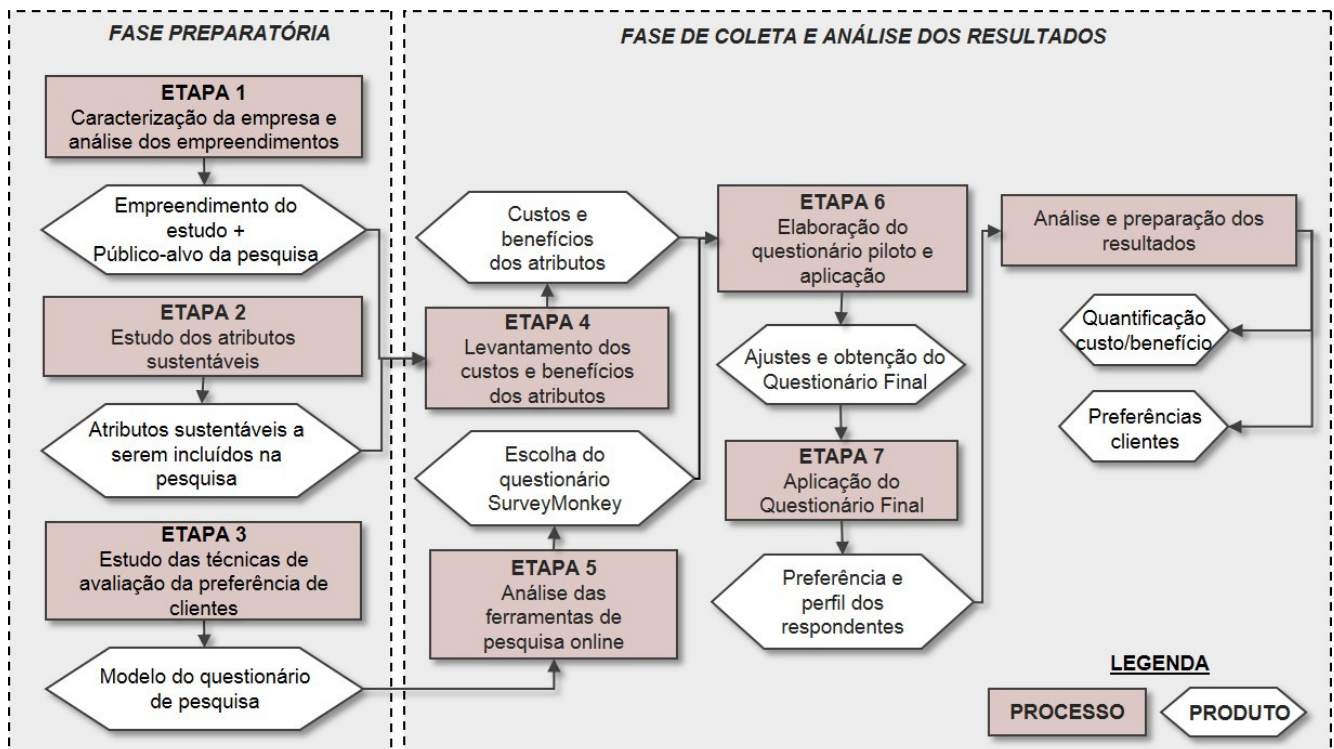 FASE PREPARATÓRIA
ETAPA 1
Caracterização da empresa e
análise dos empreendimentos
Empreendimento do
estudo +
Público-alvo da pesquisa
ETAPA 2
Estudo dos atributos
sustentáveis
Atributos sustentáveis a
serem incluídos na
pesquisa
ETAPA 3
Estudo das técnicas de
avaliação da preferência de
clientes
Modelo do questionário
de pesquisa
FASE DE COLETA E ANÁLISE DOS RESULTADOS
Custos e
benefícios
dos atributos
ETAPA 4
Levantamento dos
custos e benefícios
dos atributos
Escolha do
questionário
SurveyMonkey
ETAPA 5
Análise das
ferramentas de
pesquisa online
ETAPA 6
Elaboração do
questionário piloto e
aplicação
Ajustes e obtenção do
Questionário Final
ETAPA 7
Aplicação do
Questionário Final
Preferência e
perfil dos
respondentes
Análise e preparação dos
resultados
Quantificação
custo/benefício
Preferências
clientes
LEGENDA
PROCESSO
PRODUTO